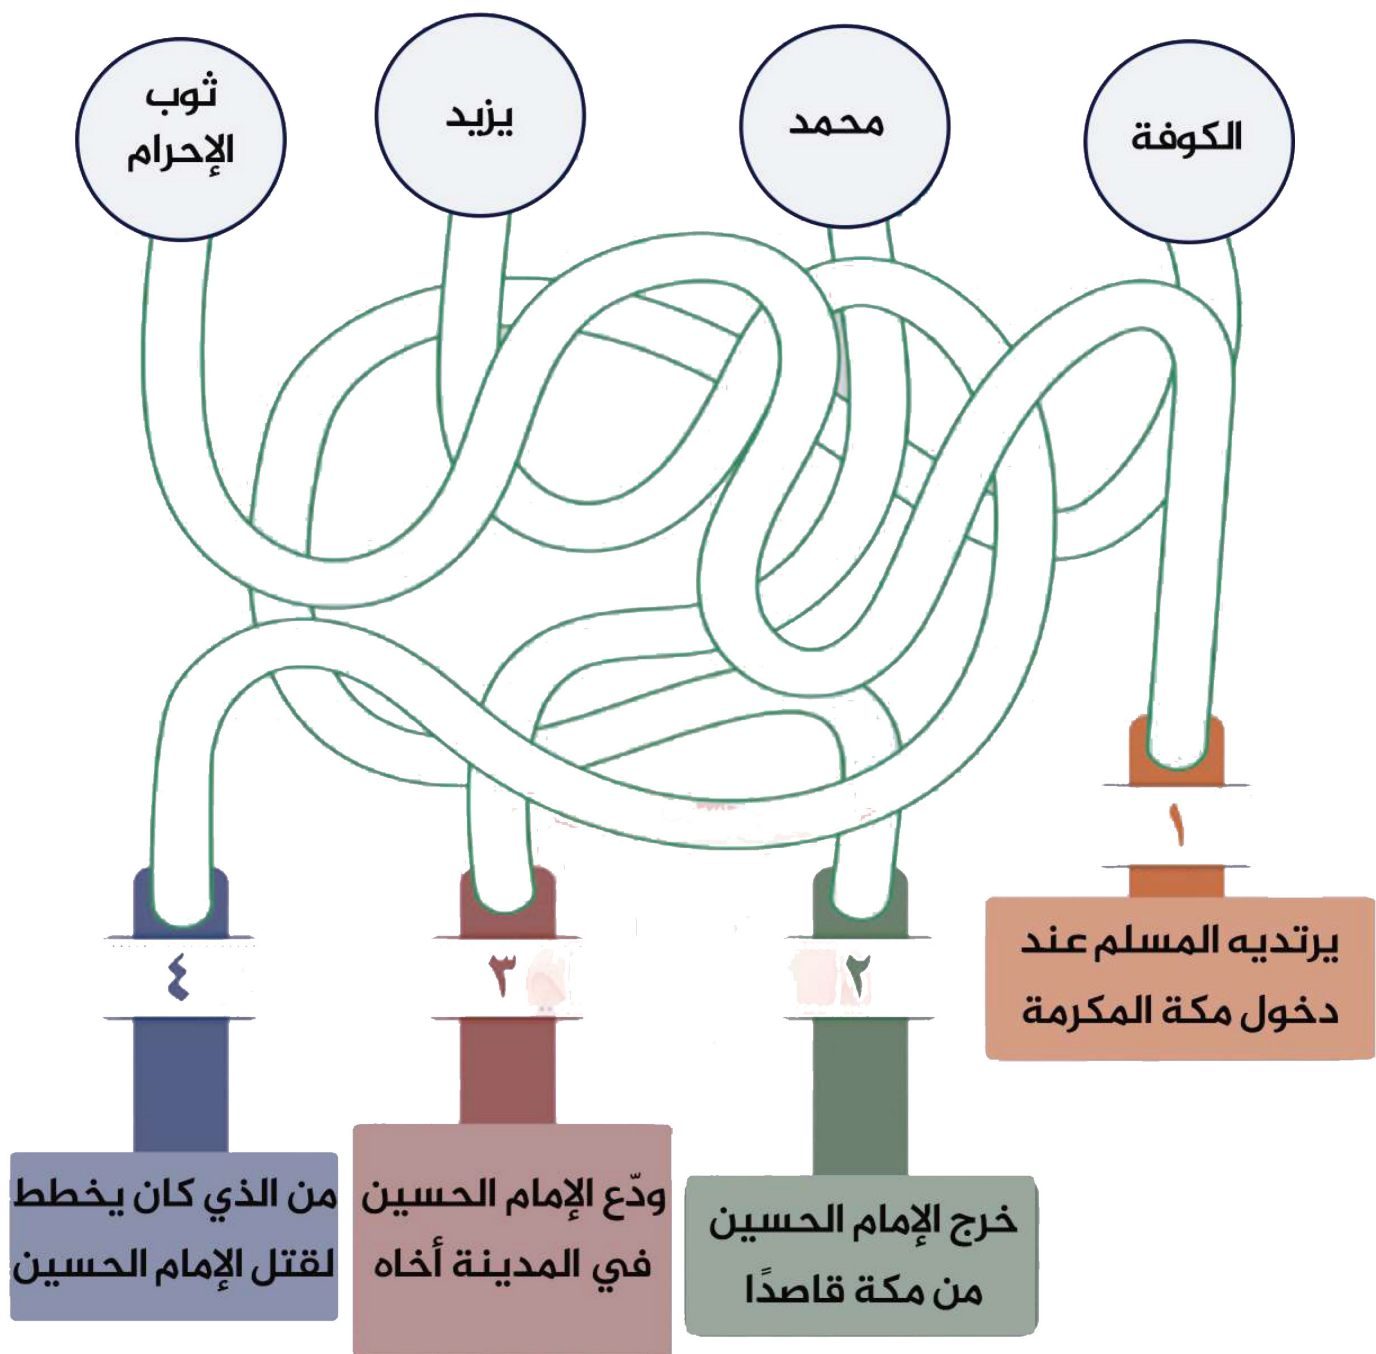 الكوفة
محمد
يزيد
ثوب
الإحرام
١
يرتديه المسلم عند
دخول مكة المكرمة
٢
خرج الإمام الحسين
من مكة قاصدًا
٣
ودّع الإمام الحسين
في المدينة أخاه
٤
من الذي كان يخطط
لقتل الإمام الحسين